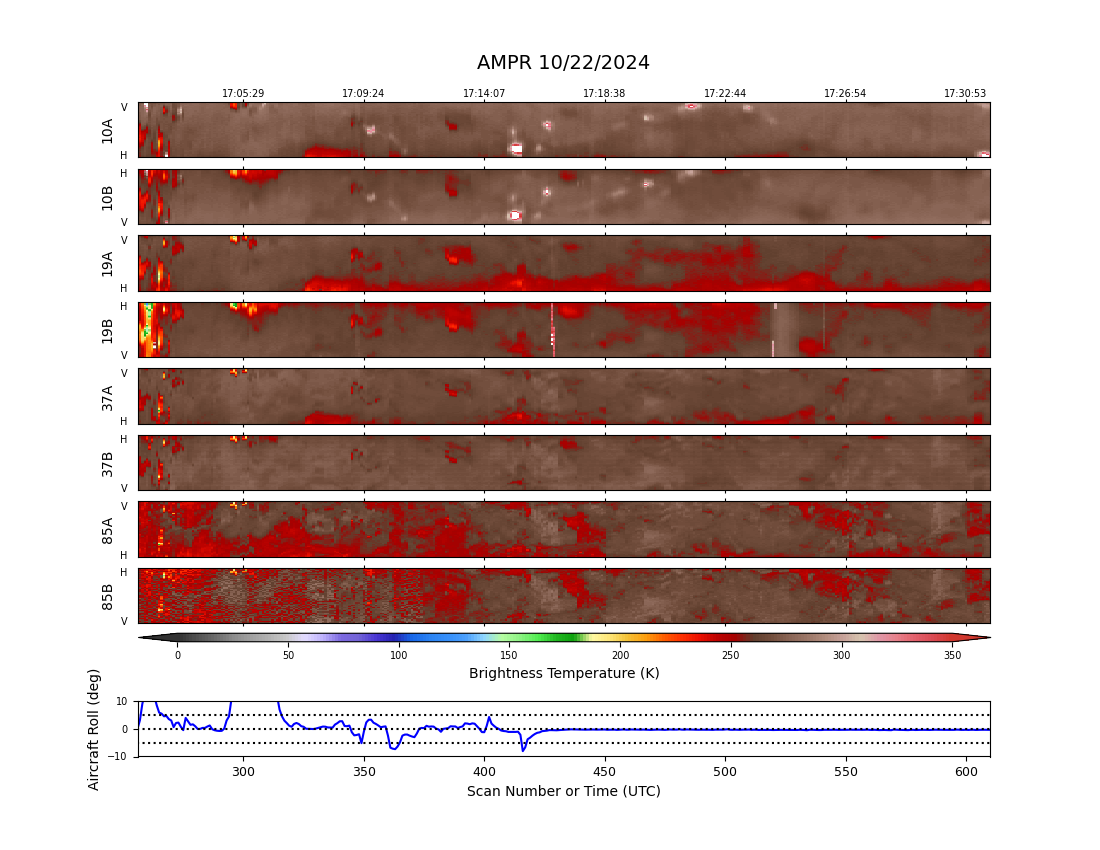 AMPR 10/22/2024
17:05:29 17:09:24 17:14:07 17:18:38 17:22:44 17:26:54 17:30:53
V
10A
H
H
10B
V
V
19A
H
H
19B
V
V
37A
H
H
37B
V
V
85A
H
H
85B
V
0 50 100 150 200 250 300 350
Brightness Temperature (K)
Aircraft Roll (deg)
10
0
−10
300 350 400 450 500 550 600
Scan Number or Time (UTC)